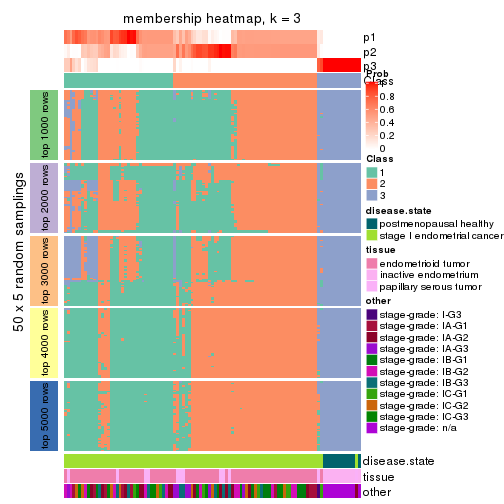 membership heatmap, k = 3
p1
p2
p3
Class
50 x 5 random samplings
top 1000 rows
top 2000 rows
top 3000 rows
top 4000 rows
top 5000 rows
disease.state
tissue
other
Prob
0.8
0.6
0.4
0.2
0
Class
1
2
3
disease.state
postmenopausal healthy
stage I endometrial cancer
tissue
endometrioid tumor
inactive endometrium
papillary serous tumor
other
stage-grade: I-G3
stage-grade: IA-G1
stage-grade: IA-G2
stage-grade: IA-G3
stage-grade: IB-G1
stage-grade: IB-G2
stage-grade: IB-G3
stage-grade: IC-G1
stage-grade: IC-G2
stage-grade: IC-G3
stage-grade: n/a